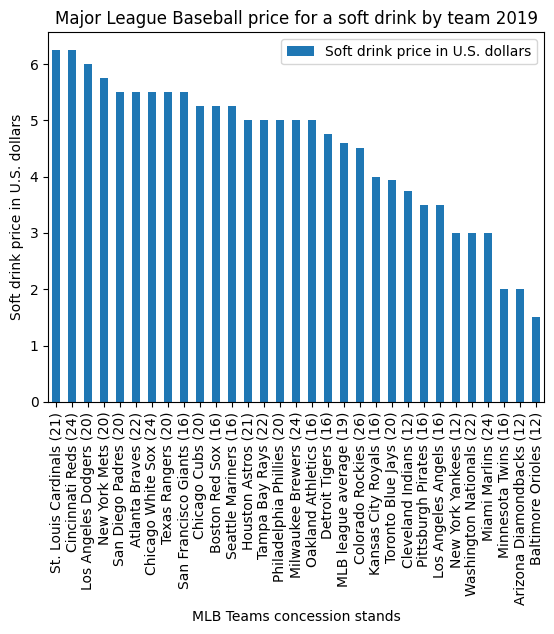 Major League Baseball price for a soft drink by team 2019
Soft drink price in U.S. dollars
Soft drink price in U.S. dollars
6
5
4
3
2
1
0
St. Louis Cardinals (21)
Cincinnati Reds (24)
Los Angeles Dodgers (20)
New York Mets (20)
San Diego Padres (20)
Atlanta Braves (22)
Chicago White Sox (24)
Texas Rangers (20)
San Francisco Giants (16)
Chicago Cubs (20)
Boston Red Sox (16)
Seattle Mariners (16)
Houston Astros (21)
Tampa Bay Rays (22)
Philadelphia Phillies (20)
Milwaukee Brewers (24)
Oakland Athletics (16)
Detroit Tigers (16)
MLB league average (19)
Colorado Rockies (26)
Kansas City Royals (16)
Toronto Blue Jays (20)
Cleveland Indians (12)
Pittsburgh Pirates (16)
Los Angeles Angels (16)
New York Yankees (12)
Washington Nationals (22)
Miami Marlins (24)
Minnesota Twins (16)
Arizona Diamondbacks (12)
Baltimore Orioles (12)
MLB Teams concession stands